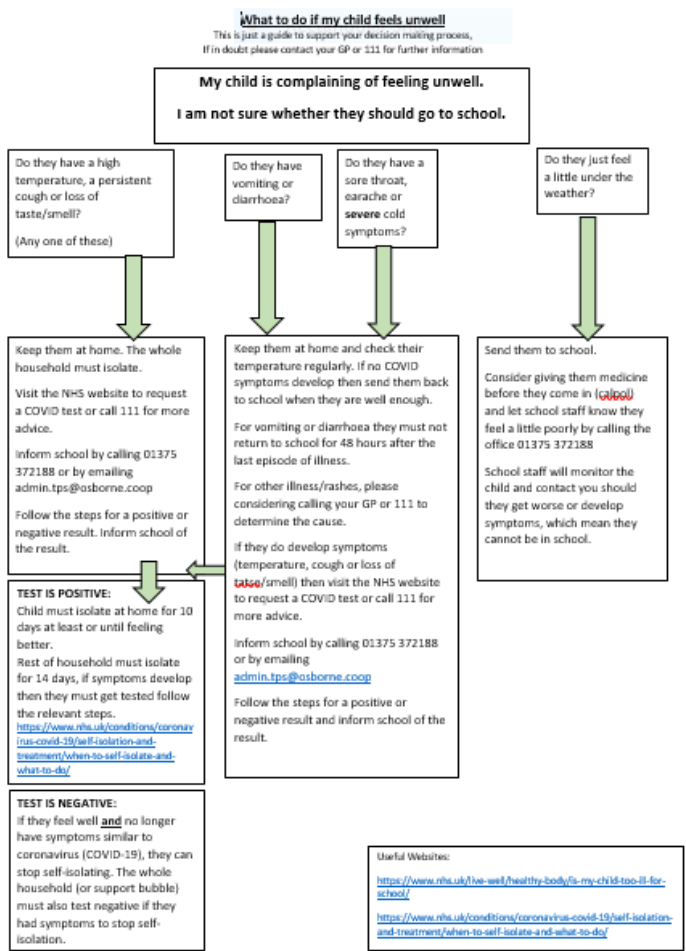 What to do if my child feels unwell
This is just a guide to support your decision making process,
If in doubt please contact your GP or 111 for further information
My child is complaining of feeling unwell.
I am not sure whether they should go to school.
Do they have a high
temperature, a persistent
cough or loss of
taste/smell?
(Any one of these)
Do they have
vomiting or
diarrhoea?
Do they have a
sore throat,
earache or
severe cold
symptoms?
Do they just feel
a little under the
weather?
Keep them at home. The whole
household must isolate.
Visit the NHS website to request
a COVID test or call 111 for more
advice.
Inform school by calling 01375
372188 or by emailing
admin.tps@osborne.coop
Follow the steps for a positive or
negative result. Inform school of
the result.
Keep them at home and check their
temperature regularly. If no COVID
symptoms develop then send them back
to school when they are well enough.
For vomiting or diarrhoea they must not
return to school for 48 hours after the
last episode of illness.
For other illness/rashes, please
considering calling your GP or 111 to
determine the cause.
If they do develop symptoms
(temperature, cough or loss of
tatse/smell) then visit the NHS website
to request a COVID test or call 111 for
more advice.
Inform school by calling 01375 372188
or by emailing
admin.tps@osborne.coop
Follow the steps for a positive or
negative result and inform school of the
result.
Send them to school.
Consider giving them medicine
before they come in (calpol)
and let school staff know they
feel a little poorly by calling the
office 01375 372188
School staff will monitor the
child and contact you should
they get worse or develop
symptoms, which mean they
cannot be in school.
TEST IS POSITIVE:
Child must isolate at home for 10
days at least or until feeling
better.
Rest of household must isolate
for 14 days, if symptoms develop
then they must get tested follow
the relevant steps.
https://www.nhs.uk/conditions/coronav
irus-covid-19/self-isolation-and-
treatment/when-to-self-isolate-and-
what-to-do/
TEST IS NEGATIVE:
If they feel well and no longer
have symptoms similar to
coronavirus (COVID-19), they can
stop self-isolating. The whole
household (or support bubble)
must also test negative if they
had symptoms to stop self-
isolation.
Useful Websites:
https://www.nhs.uk/live-well/healthy-body/is-my-child-too-ill-for-
school/
https://www.nhs.uk/conditions/coronavirus-covid-19/self-isolation-
and-treatment/when-to-self-isolate-and-what-to-do/